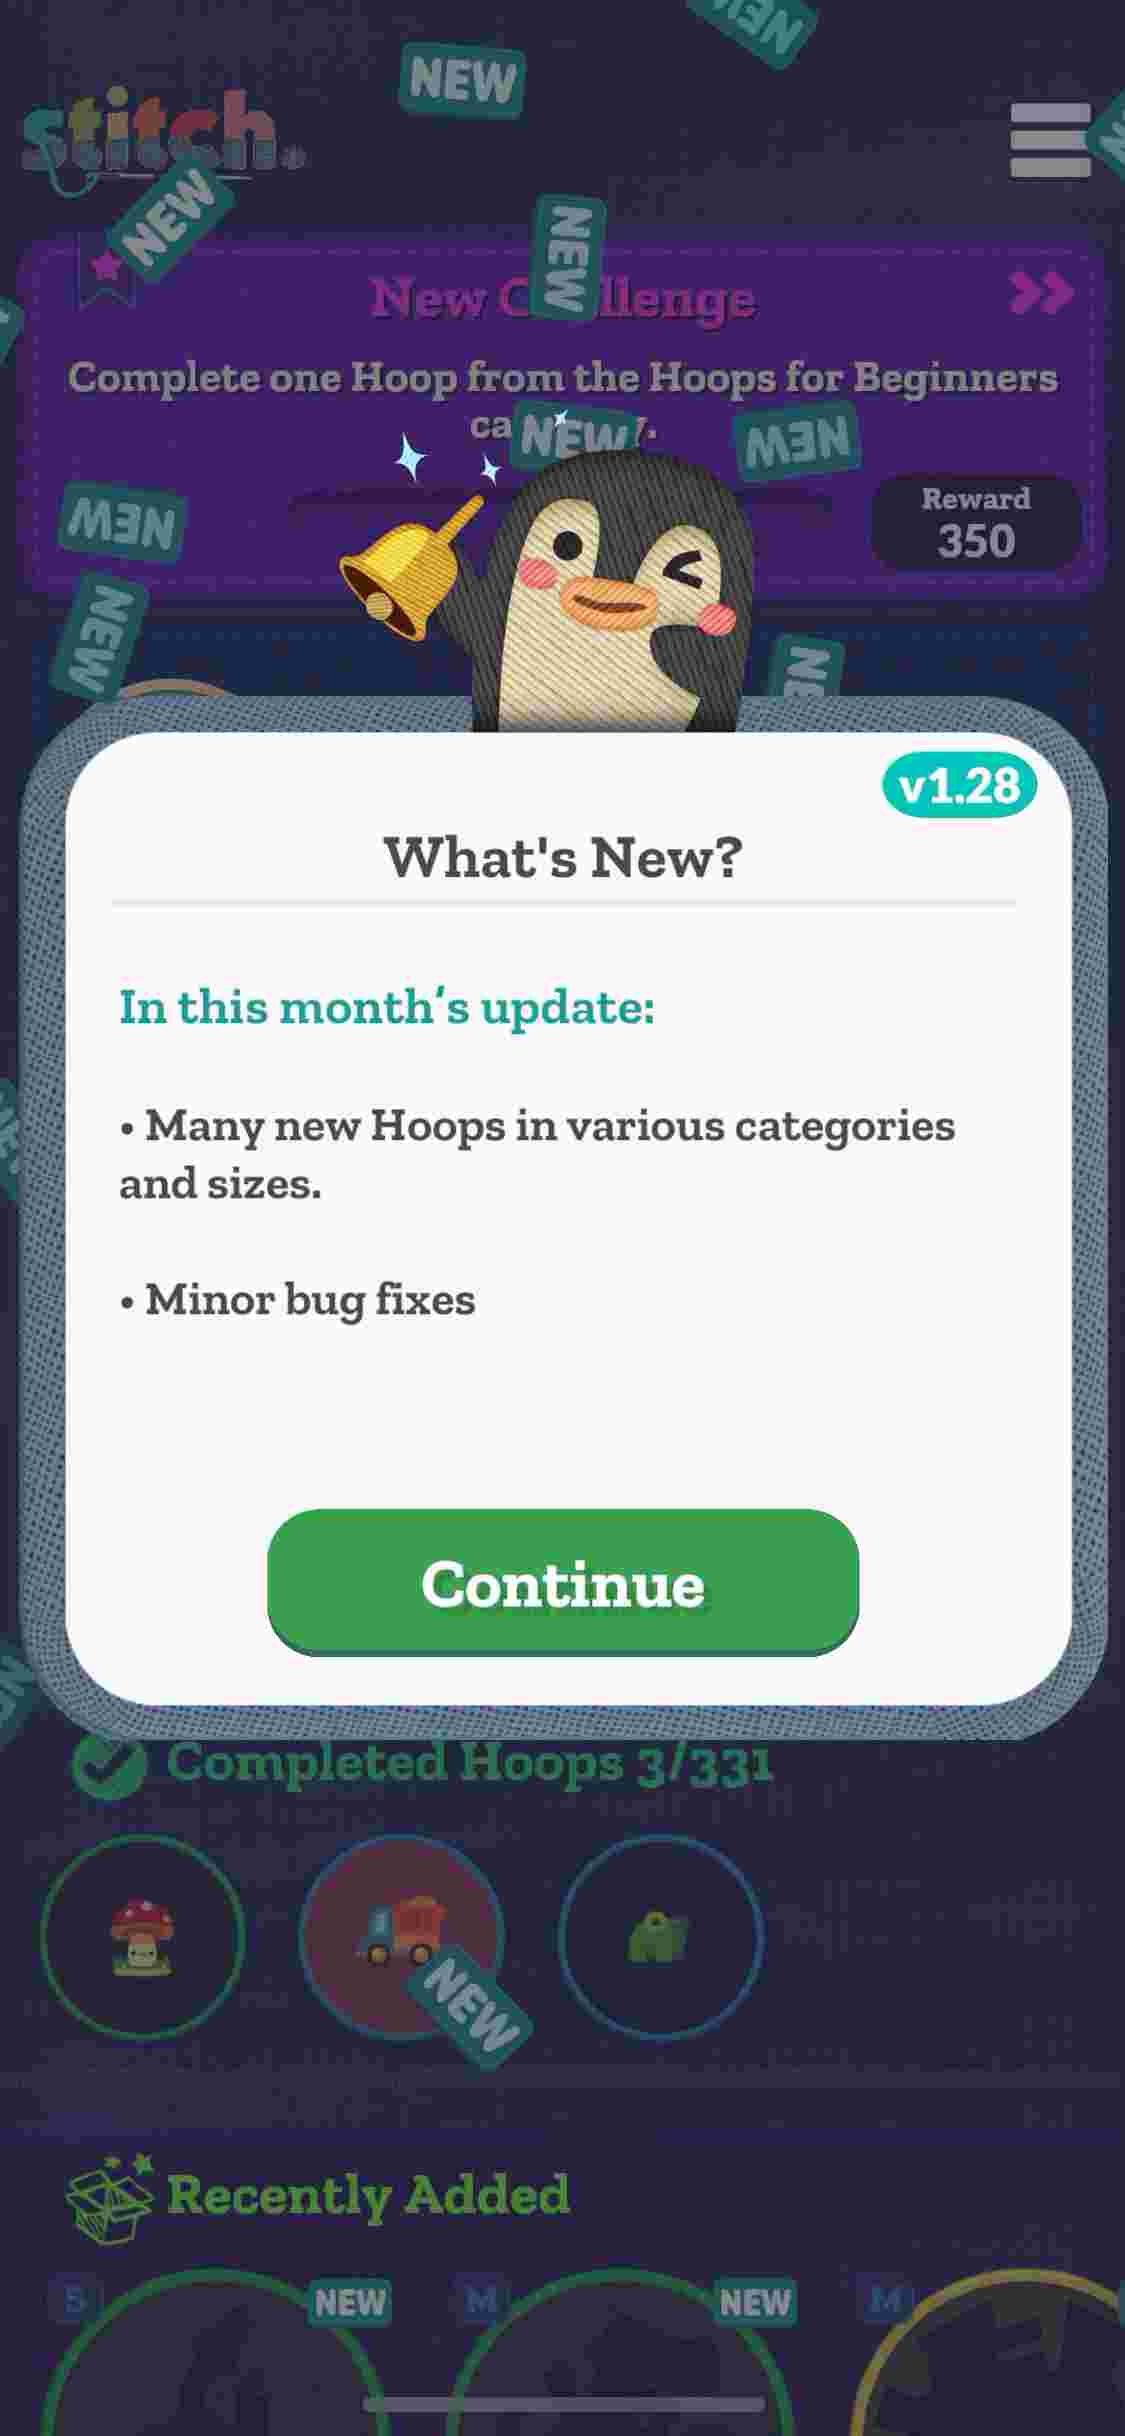 NEW
NEW
stitch.
NEW
NEW
New C llenge
Complete one Hoop from the Hoops for Beginners
ca y.
NEW
NEW
NEW
Reward
350
NEW
NE
v1.28
What's New?
In this month's update:
• Many new Hoops in various categories
and sizes.
• Minor bug fixes
Continue
Completed Hoops 3/331
NEW
Recently Added
S
NEW
M
NEW
M